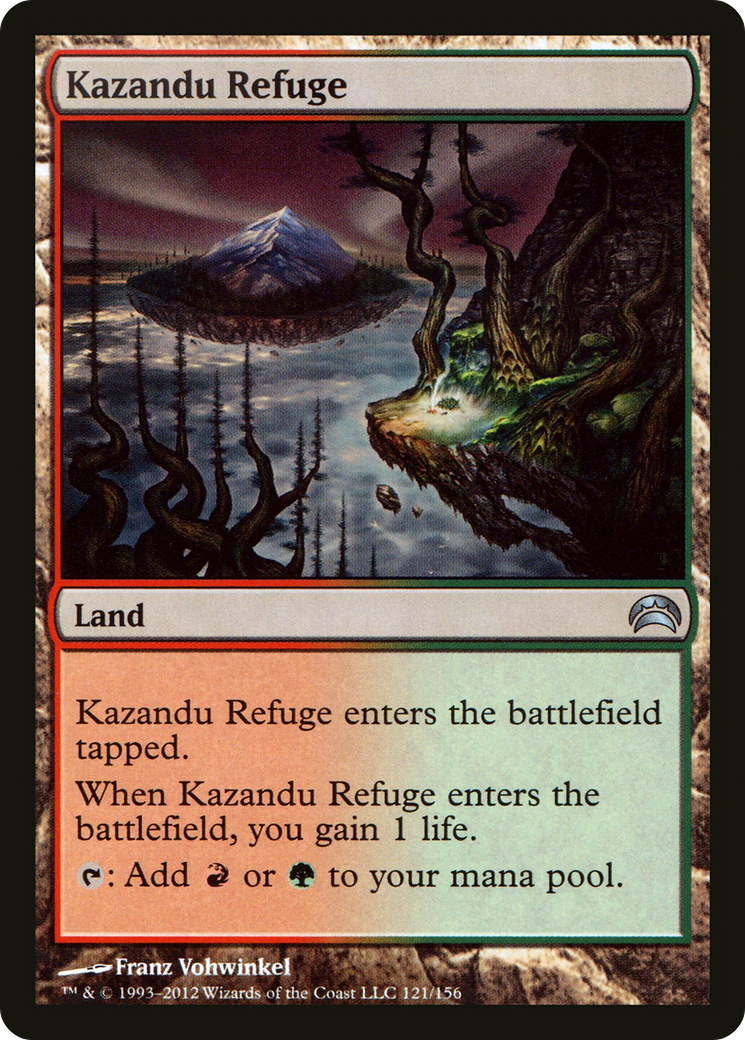 Kazandu Refuge
Land
Kazandu Refuge enters the battlefield
tapped.
When Kazandu Refuge enters the
battlefield, you gain 1 life.
: Add or to your mana pool.
Franz Vohwinkel
™ & © 1993–2012 Wizards of the Coast LLC 121/156